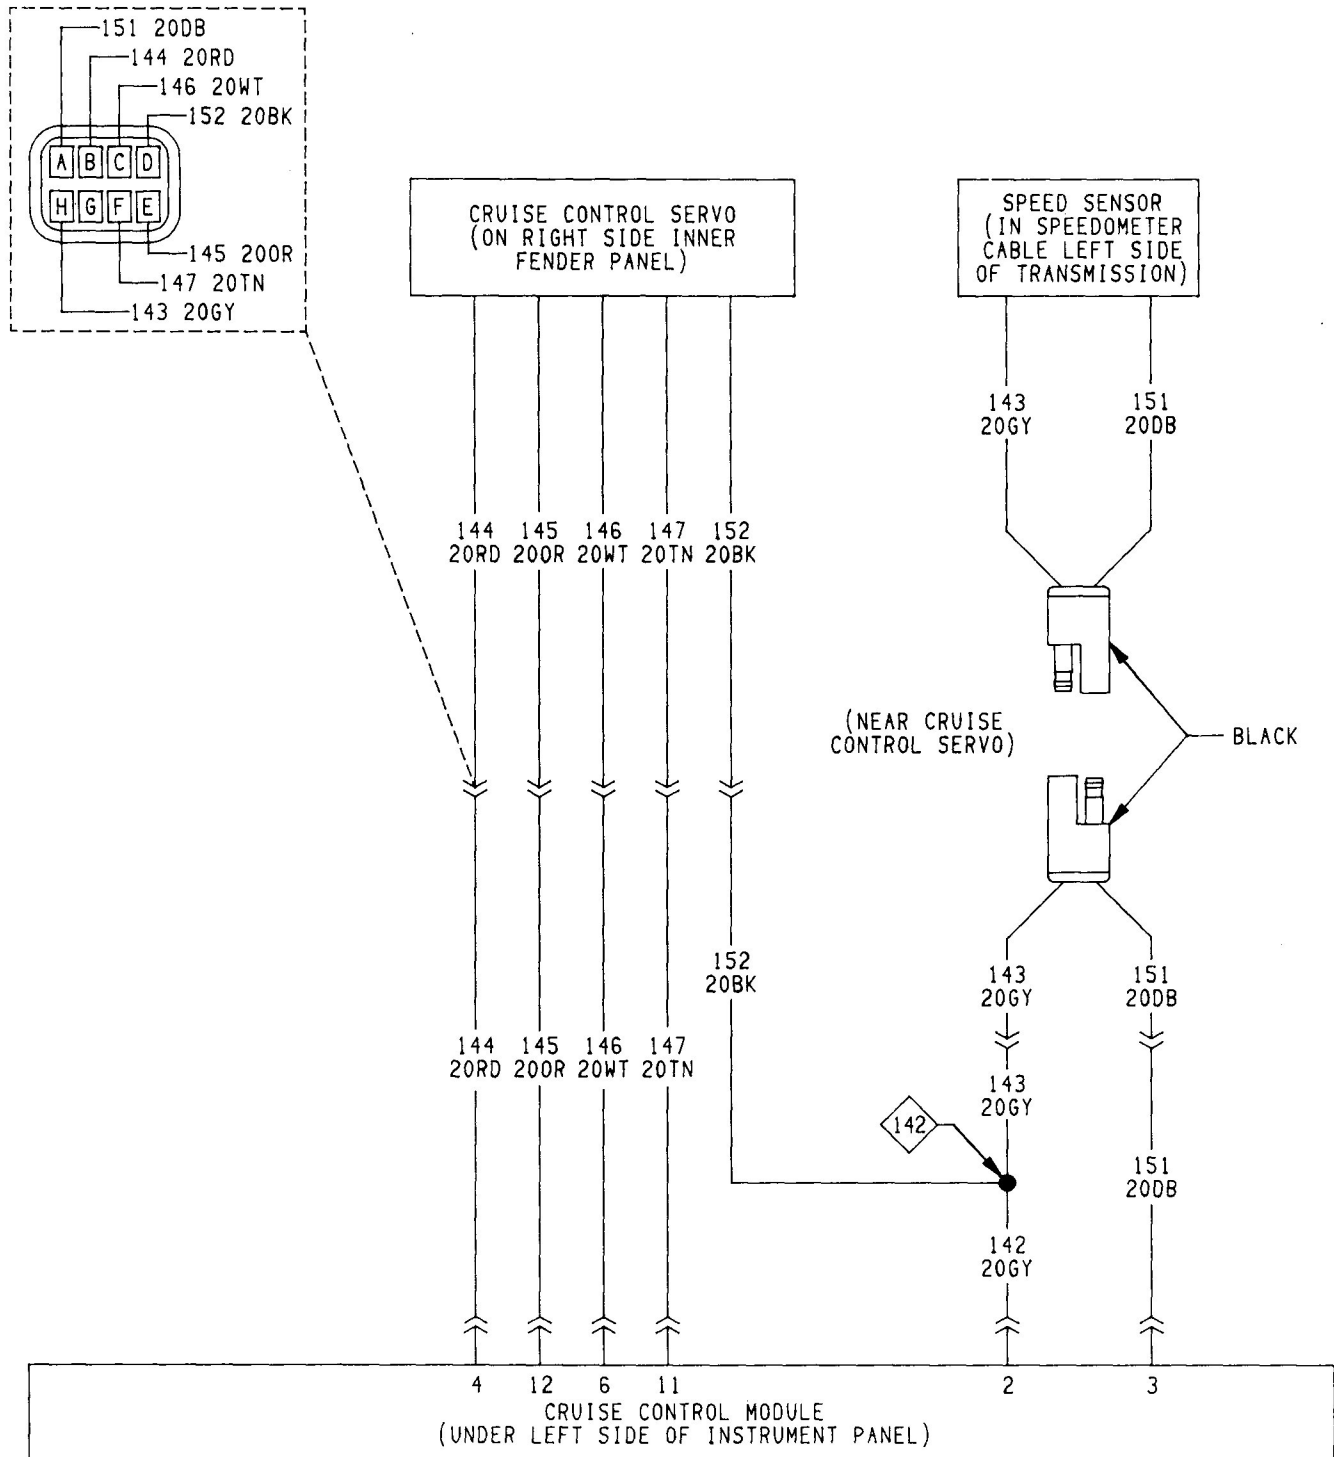 151 20DB
144 20RD
146 20WT
152 20BK
A B C D
H G F E
145 20OR
147 20TN
143 20GY
CRUISE CONTROL SERVO
(ON RIGHT SIDE INNER
FENDER PANEL)
SPEED SENSOR
(IN SPEEDOMETER
CABLE LEFT SIDE
OF TRANSMISSION)
143
20GY
151
20DB
144
20RD
145
20OR
146
20WT
147
20TN
152
20BK
(NEAR CRUISE
CONTROL SERVO)
BLACK
152
20BK
143
20GY
151
20DB
144
20RD
145
20OR
146
20WT
147
20TN
143
20GY
142
151
20DB
142
20GY
4 12 6 11 2 3
CRUISE CONTROL MODULE
(UNDER LEFT SIDE OF INSTRUMENT PANEL)